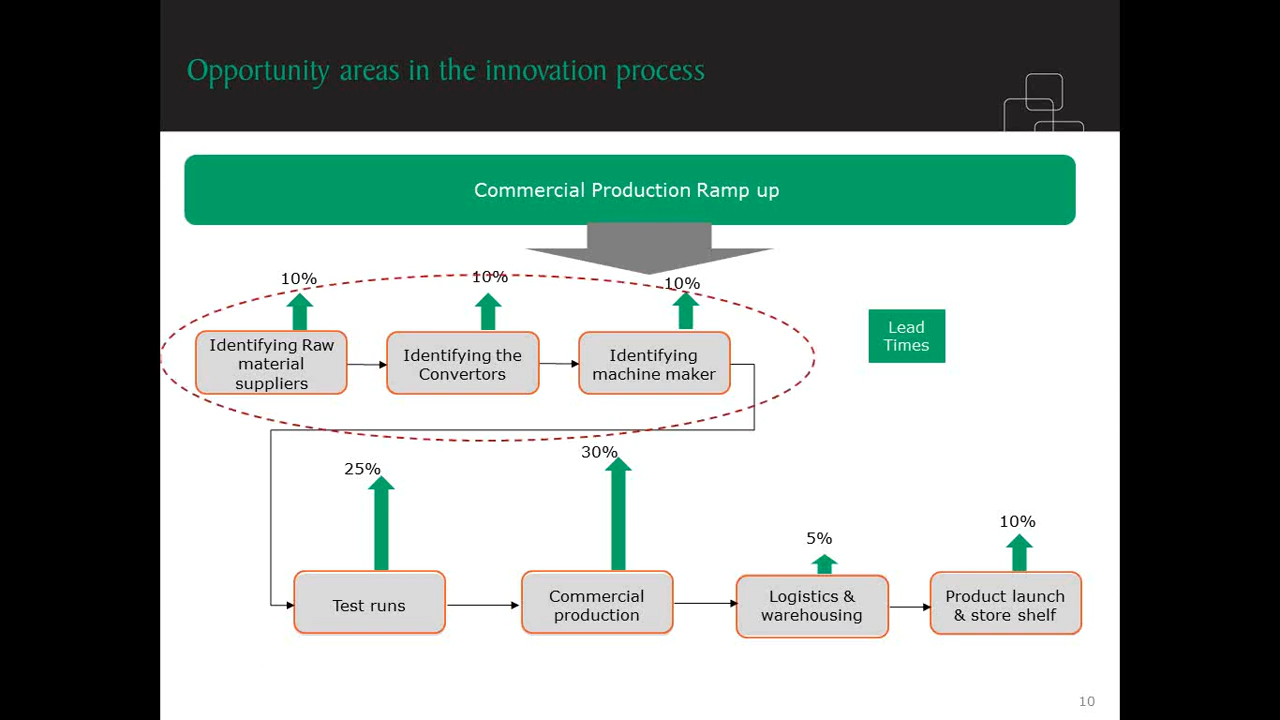 Opportunity areas in the innovation process
Commercial Production Ramp up
10%
10%
10%
Identifying Raw
material
suppliers
Identifying the
Convertors
Identifying
machine maker
Lead
Times
25%
30%
5%
10%
Test runs
Commercial
production
Logistics &
warehousing
Product launch
& store shelf
10